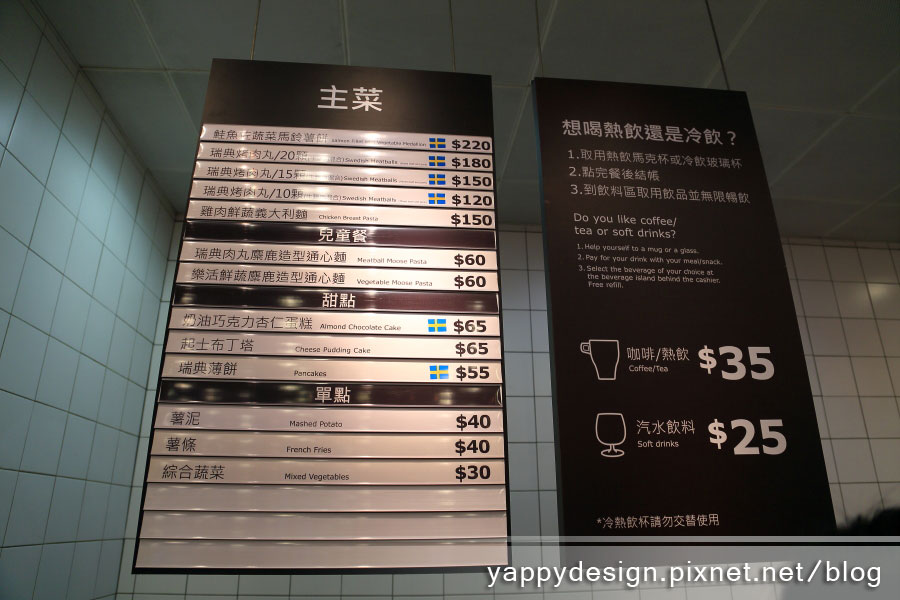 主菜
鮭魚佐蔬菜馬鈴薯餅 Vegetable Medallion $220
瑞典烤肉丸/20顆 Swedish Meatballs $180
瑞典烤肉丸/15顆 Swedish Meatballs $150
瑞典烤肉丸/10顆 Swedish Meatballs $120
雞肉鮮蔬義大利麵 Chicken Breast Pasta $150
兒童餐
瑞典肉丸麋鹿造型通心麵 Meatball Moose Pasta $60
樂活鮮蔬麋鹿造型通心麵 Vegetable Moose Pasta $60
甜點
奶油巧克力杏仁蛋糕 Almond Chocolate Cake $65
起士布丁塔 Cheese Pudding Cake $65
瑞典薄餅 Pancakes $55
單點
薯泥 Mashed Potato $40
薯條 French Fries $40
綜合蔬菜 Mixed Vegetables $30
想喝熱飲還是冷飲？
1.取用熱飲馬克杯或冷飲玻璃杯
2.點完餐後結帳
3.到飲料區取用飲品並無限暢飲
Do you like coffee/
tea or soft drinks?
1. Help yourself to a mug or a glass.
2. Pay for your drink with your meal/snack.
3. Select the beverage of your choice at
the beverage island behind the cashier.
Free refill.
咖啡/熱飲 $35
Coffee/Tea
汽水飲料 $25
Soft drinks
*冷熱飲杯請勿交替使用
yappydesign.pixnet.net/blog